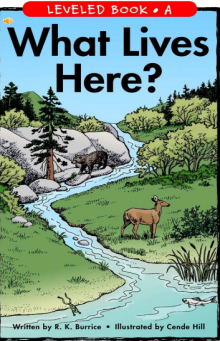 LEVELED BOOK • A
What Lives
Here?
Written by R. K. Burrice • Illustrated by Cende Hill